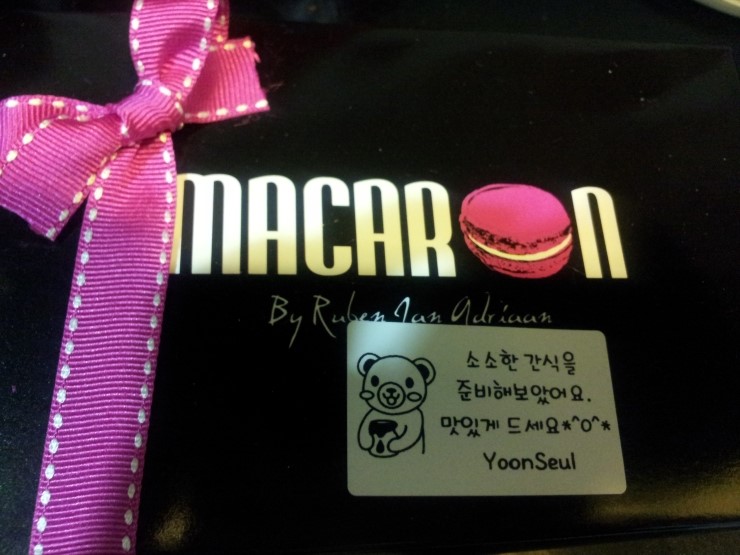 MACARON
By Ruben Jan Adriaan
소소한 간식을
준비해보았어요.
맛있게 드세요*^o^*
YoonSeul